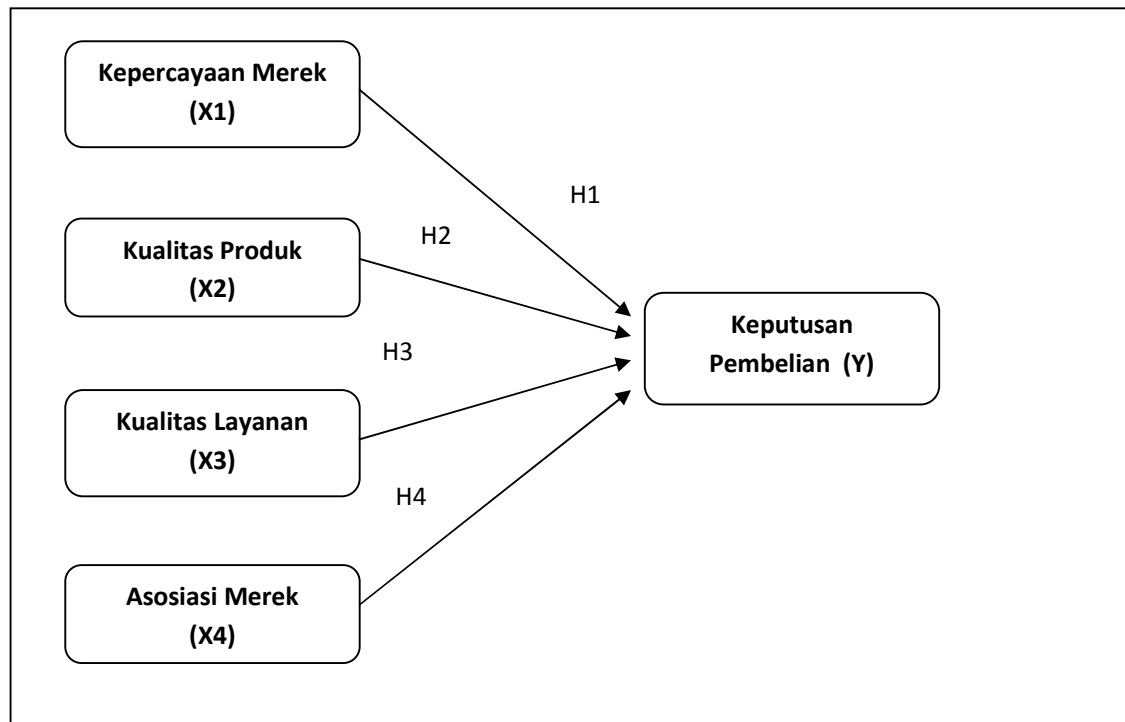 Kepercayaan Merek
(X1)
H1
H2
Kualitas Produk
(X2)
Keputusan
Pembelian (Y)
H3
Kualitas Layanan
(X3)
H4
Asosiasi Merek
(X4)